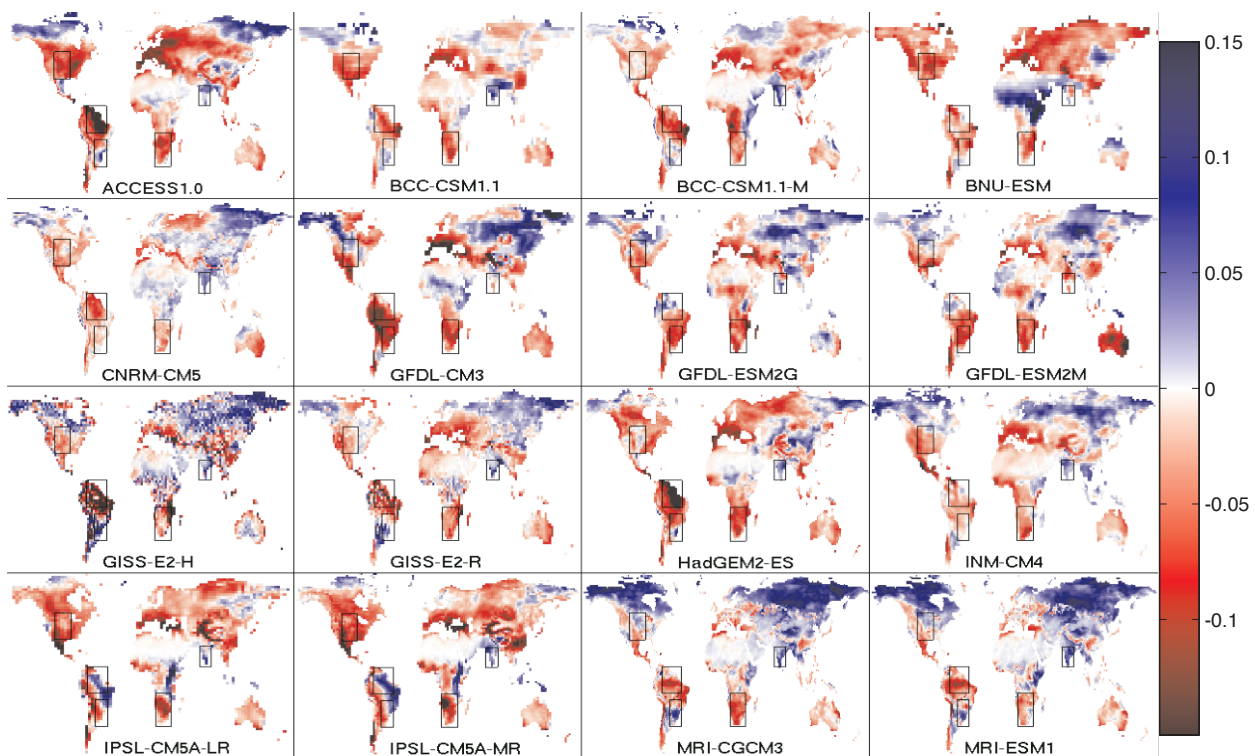 ACCESS1.0
BCC-CSM1.1
BCC-CSM1.1-M
BNU-ESM
CNRM-CM5
GFDL-CM3
GFDL-ESM2G
GFDL-ESM2M
GISS-E2-H
GISS-E2-R
HadGEM2-ES
INM-CM4
IPSL-CM5A-LR
IPSL-CM5A-MR
MRI-CGCM3
MRI-ESM1
0.15
0.1
0.05
0
-0.05
-0.1